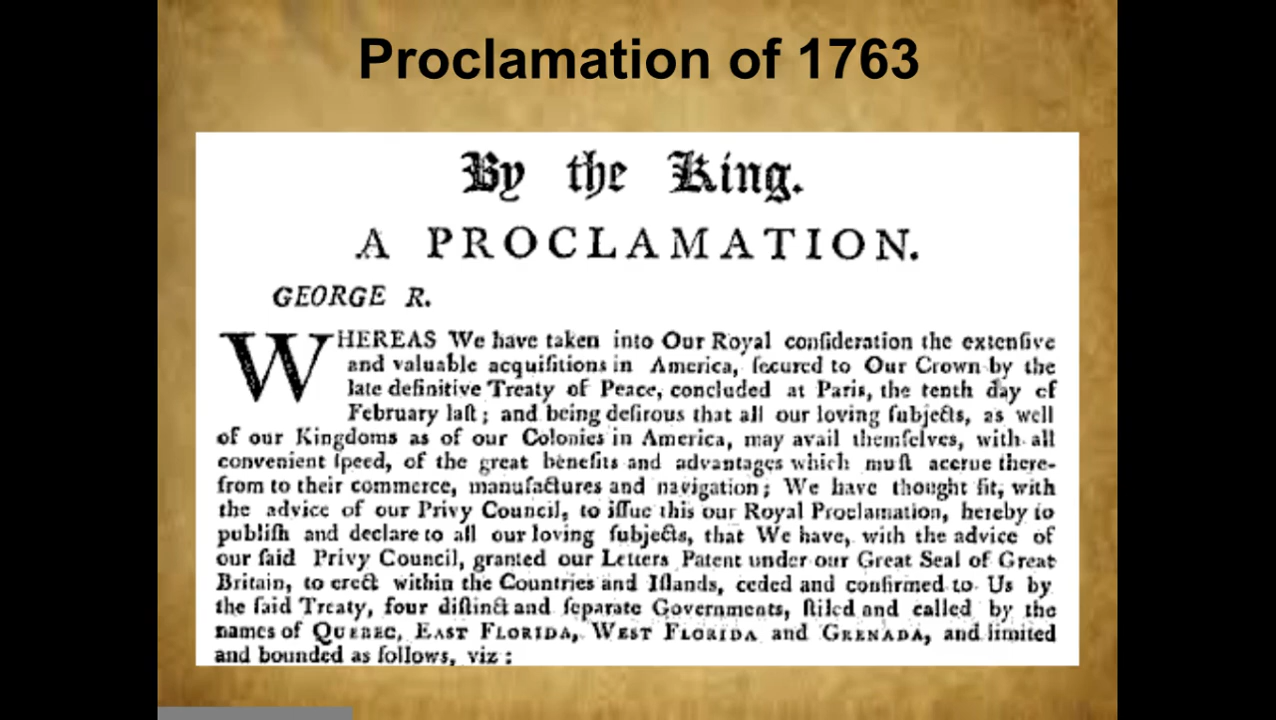 Proclamation of 1763
By the King.
A PROCLAMATION.
GEORGE R.
WHEREAS We have taken into Our Royal conſideration the extenſive
and valuable acquiſitions in America, ſecured to Our Crown by the
late definitive Treaty of Peace, concluded at Paris, the tenth day of
February laſt; and being deſirous that all our loving ſubjects, as well
of our Kingdoms as of our Colonies in America, may avail themſelves, with all
convenient ſpeed, of the great benefits and advantages which muſt accrue there-
from to their commerce, manufactures and navigation; We have thought fit, with
the advice of our Privy Council, to iſſue this our Royal Proclamation, hereby to
publiſh and declare to all our loving ſubjects, that We have, with the advice of
our ſaid Privy Council, granted our Letters Patent under our Great Seal of Great
Britain, to erect within the Countries and Iſlands, ceded and confirmed to Us by
the ſaid Treaty, four diſtinct and ſeparate Governments, ſtiled and called by the
names of QUEBEC, EAST FLORIDA, WEST FLORIDA and GRENADA, and limited
and bounded as follows, viz: